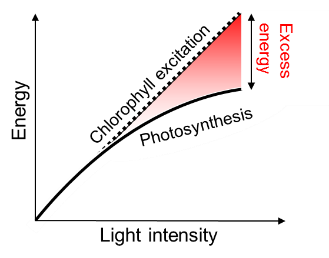 Energy
Chlorophyll excitation
Photosynthesis
Excess
energy
Light intensity